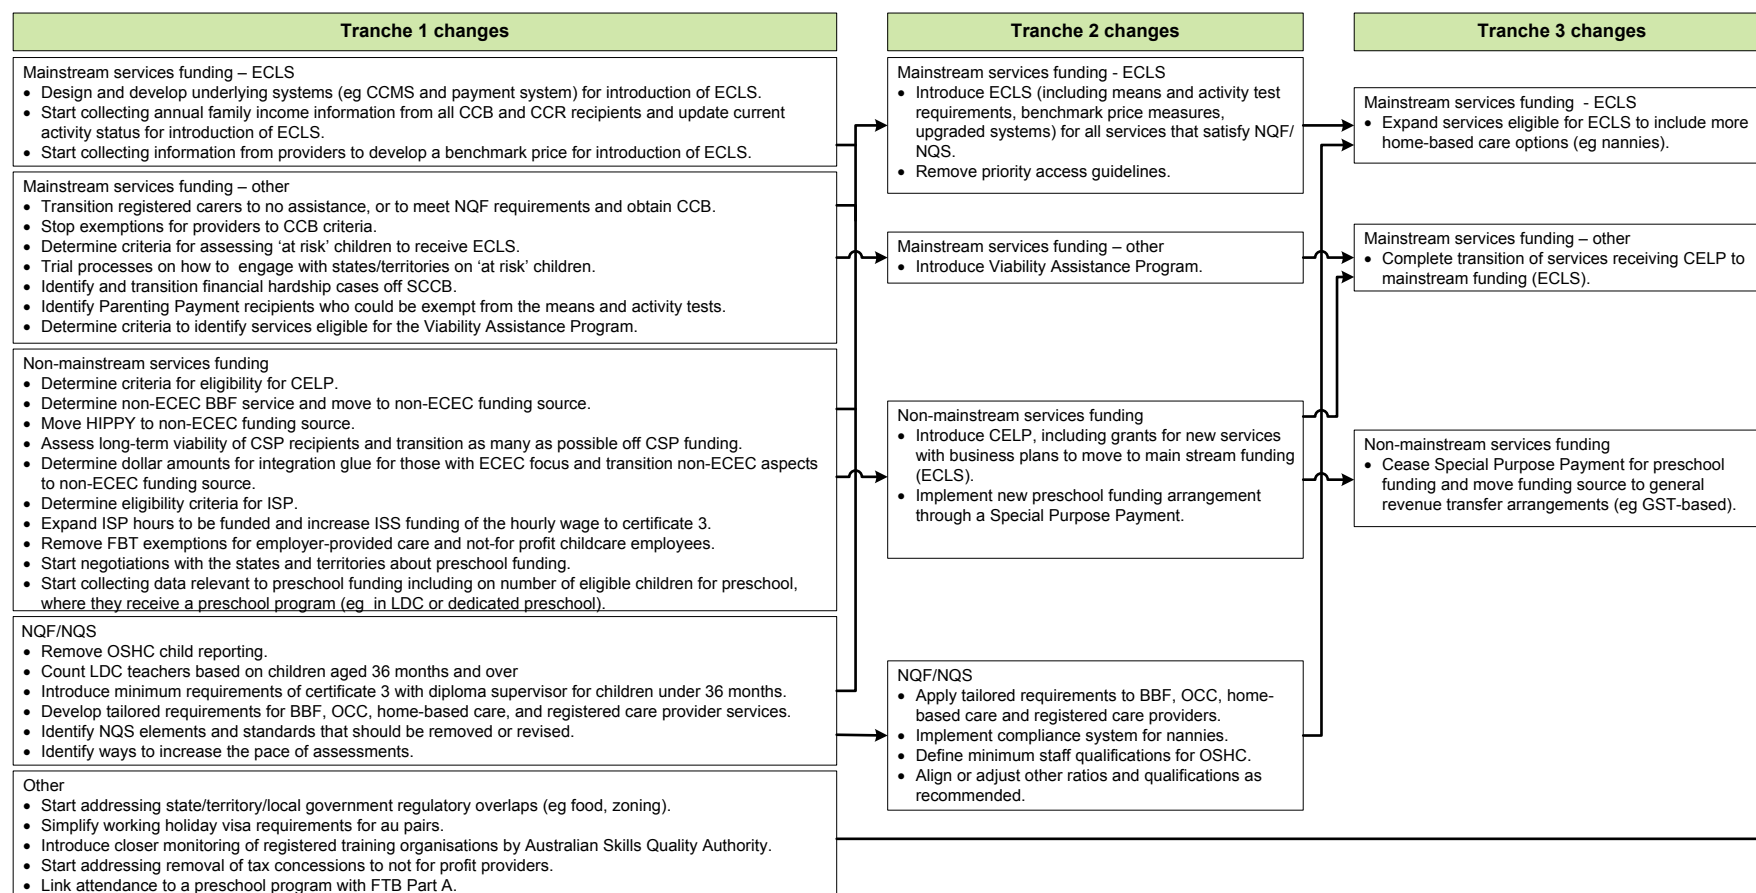 Tranche 1 changes
Mainstream services funding – ECLS
• Design and develop underlying systems (eg CCMS and payment system) for introduction of ECLS.
• Start collecting annual family income information from all CCB and CCR recipients and update current
activity status for introduction of ECLS.
• Start collecting information from providers to develop a benchmark price for introduction of ECLS.
Mainstream services funding – other
• Transition registered carers to no assistance, or to meet NQF requirements and obtain CCB.
• Stop exemptions for providers to CCB criteria.
• Determine criteria for assessing ‘at risk’ children to receive ECLS.
• Trial processes on how to engage with states/territories on ‘at risk’ children.
• Identify and transition financial hardship cases off SCCB.
• Identify Parenting Payment recipients who could be exempt from the means and activity tests.
• Determine criteria to identify services eligible for the Viability Assistance Program.
Non-mainstream services funding
• Determine criteria for eligibility for CELP.
• Determine non-ECEC BBF service and move to non-ECEC funding source.
• Move HIPPY to non-ECEC funding source.
• Assess long-term viability of CSP recipients and transition as many as possible off CSP funding.
• Determine dollar amounts for integration glue for those with ECEC focus and transition non-ECEC aspects
to non-ECEC funding source.
• Determine eligibility criteria for ISP.
• Expand ISP hours to be funded and increase ISS funding of the hourly wage to certificate 3.
• Remove FBT exemptions for employer-provided care and not-for profit childcare employees.
• Start negotiations with the states and territories about preschool funding.
• Start collecting data relevant to preschool funding including on number of eligible children for preschool,
where they receive a preschool program (eg in LDC or dedicated preschool).
NQF/NQS
• Remove OSHC child reporting.
• Count LDC teachers based on children aged 36 months and over
• Introduce minimum requirements of certificate 3 with diploma supervisor for children under 36 months.
• Develop tailored requirements for BBF, OCC, home-based care, and registered care provider services.
• Identify NQS elements and standards that should be removed or revised.
• Identify ways to increase the pace of assessments.
Other
• Start addressing state/territory/local government regulatory overlaps (eg food, zoning).
• Simplify working holiday visa requirements for au pairs.
• Introduce closer monitoring of registered training organisations by Australian Skills Quality Authority.
• Start addressing removal of tax concessions to not for profit providers.
• Link attendance to a preschool program with FTB Part A.
Tranche 2 changes
Mainstream services funding - ECLS
• Introduce ECLS (including means and activity test
requirements, benchmark price measures,
upgraded systems) for all services that satisfy NQF/
NQS.
• Remove priority access guidelines.
Mainstream services funding – other
• Introduce Viability Assistance Program.
Non-mainstream services funding
• Introduce CELP, including grants for new services
with business plans to move to main stream funding
(ECLS).
• Implement new preschool funding arrangement
through a Special Purpose Payment.
NQF/NQS
• Apply tailored requirements to BBF, OCC, home-
based care and registered care providers.
• Implement compliance system for nannies.
• Define minimum staff qualifications for OSHC.
• Align or adjust other ratios and qualifications as
recommended.
Tranche 3 changes
Mainstream services funding - ECLS
• Expand services eligible for ECLS to include more
home-based care options (eg nannies).
Mainstream services funding – other
• Complete transition of services receiving CELP to
mainstream funding (ECLS).
Non-mainstream services funding
• Cease Special Purpose Payment for preschool
funding and move funding source to general
revenue transfer arrangements (eg GST-based).